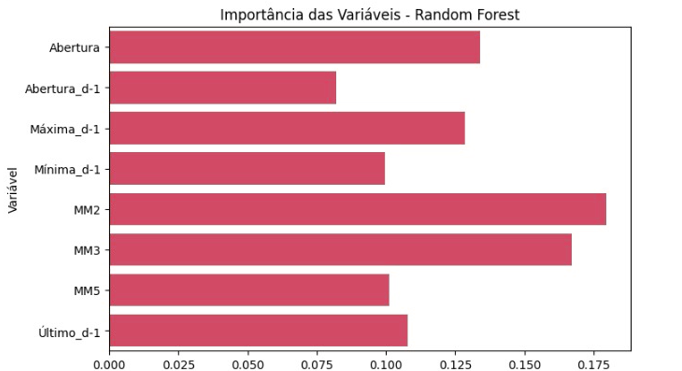 Importância das Variáveis - Random Forest
Variável
Abertura
Abertura_d-1
Máxima_d-1
Mínima_d-1
MM2
MM3
MM5
Último_d-1
0.000 0.025 0.050 0.075 0.100 0.125 0.150 0.175